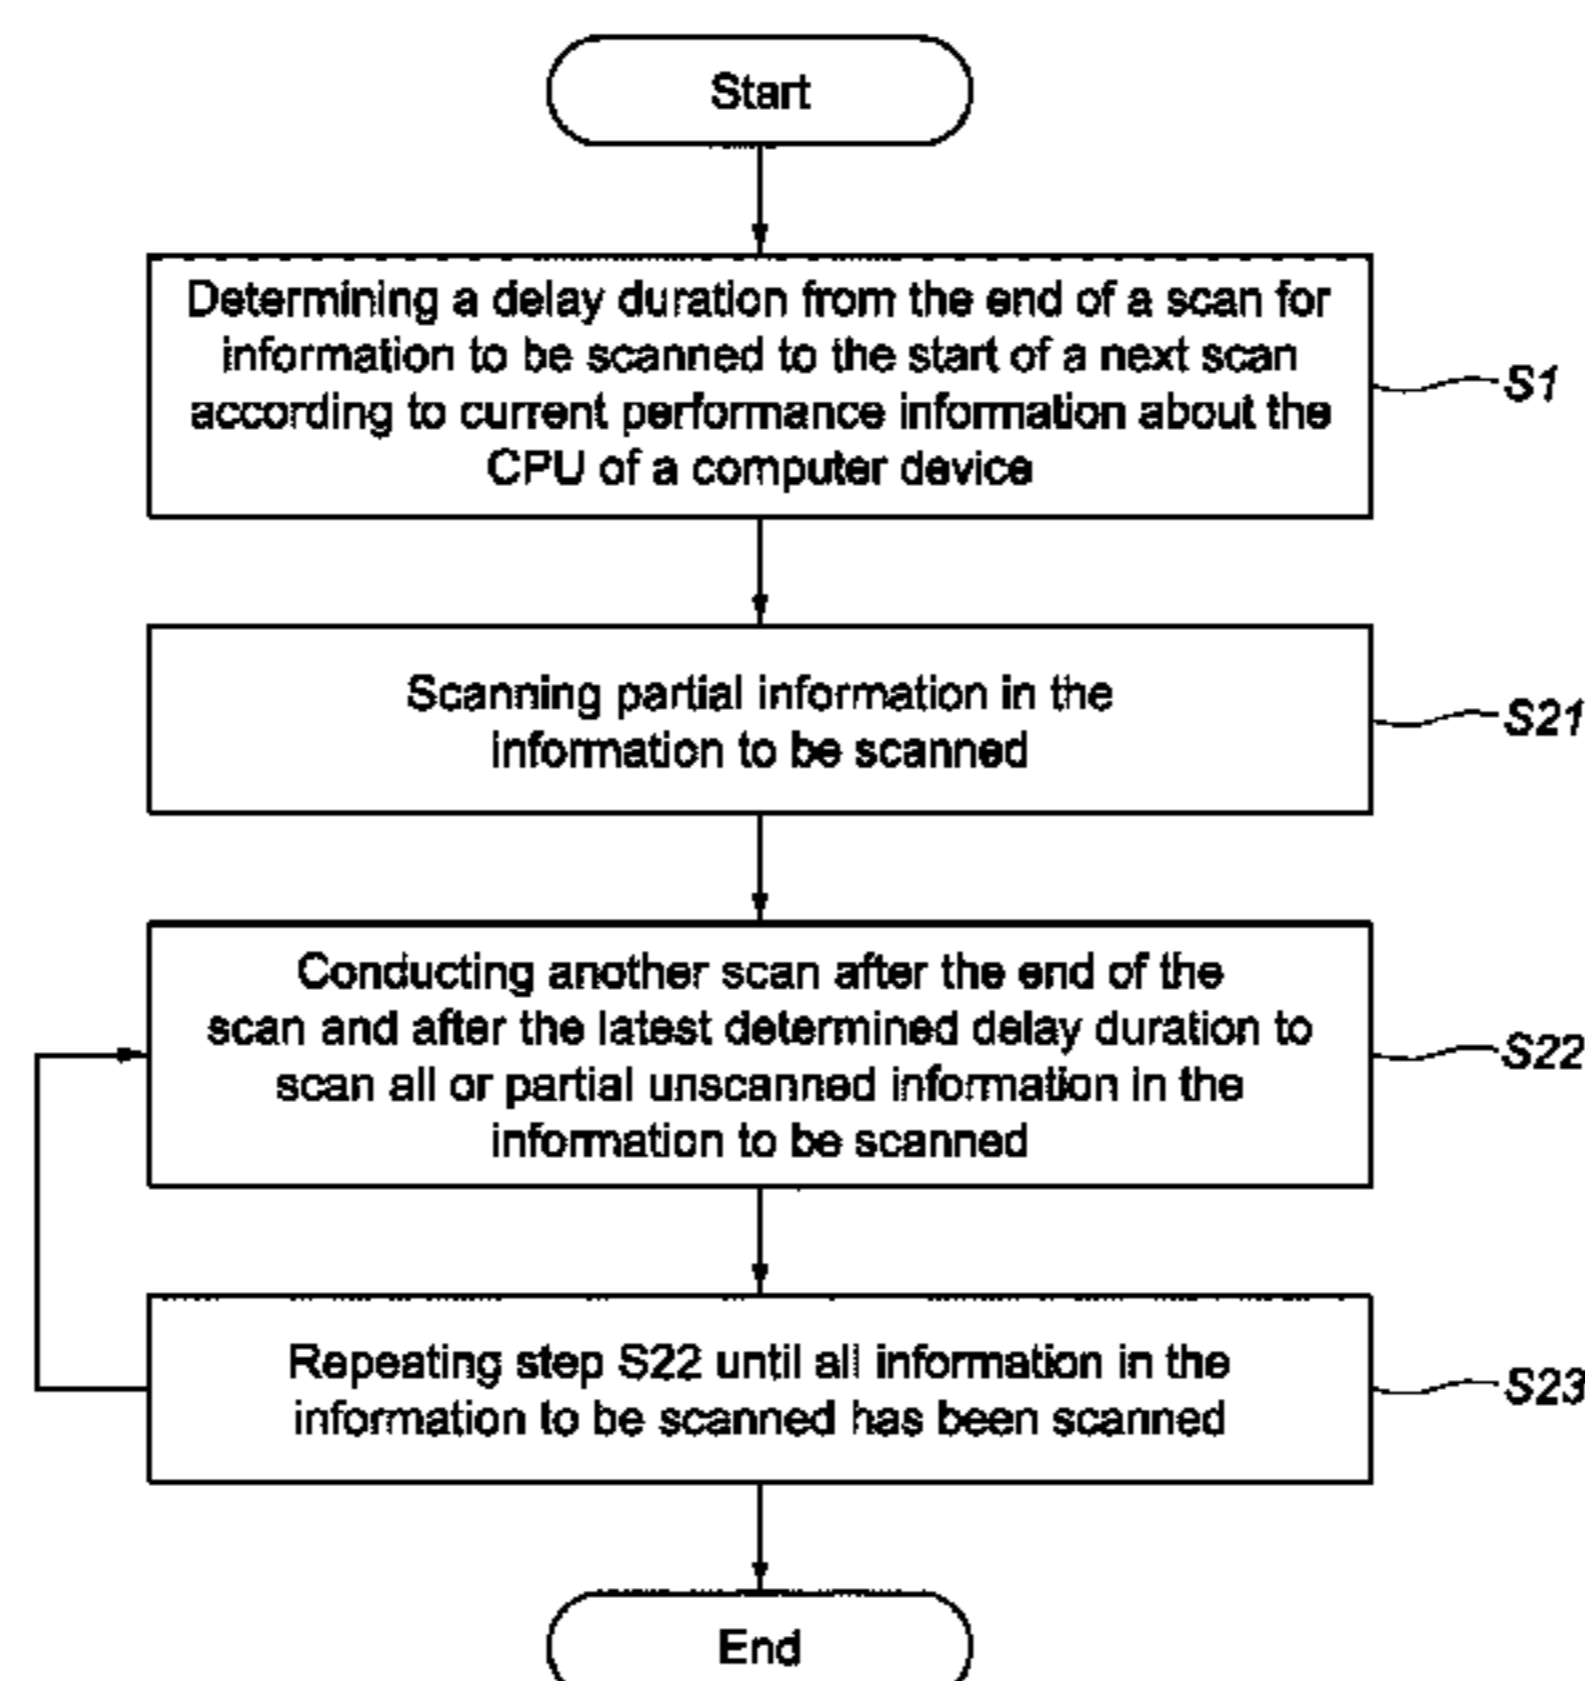 Start
Determining a delay duration from the end of a scan for
information to be scanned to the start of a next scan
according to current performance information about the
CPU of a computer device
S1
Scanning partial information in the
information to be scanned
S21
Conducting another scan after the end of the
scan and after the latest determined delay duration to
scan all or partial unscanned information in the
information to be scanned
S22
Repeating step S22 until all information in the
information to be scanned has been scanned
S23
End